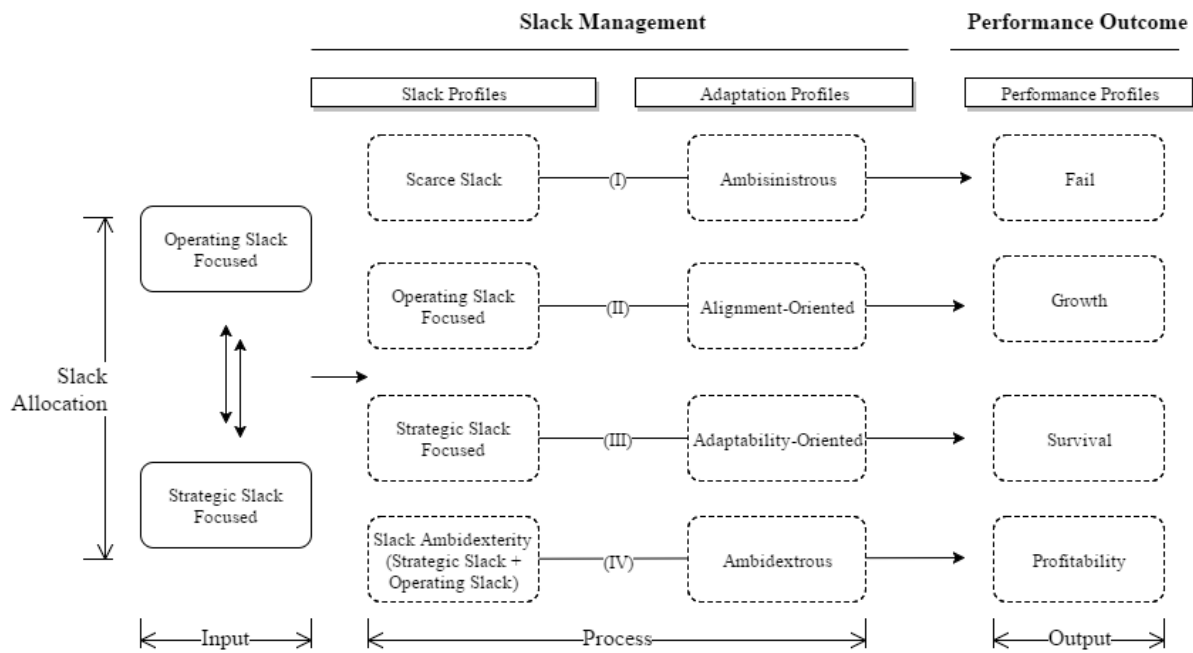 Slack Management
Performance Outcome
Slack Profiles
Adaptation Profiles
Performance Profiles
Scarce Slack
(I)
Ambisinistrous
Fail
Operating Slack
Focused
Operating Slack
Focused
(II)
Alignment-Oriented
Growth
Slack
Allocation
Strategic Slack
Focused
(III)
Adaptability-Oriented
Survival
Strategic Slack
Focused
Slack Ambidexterity
(Strategic Slack +
Operating Slack)
(IV)
Ambidextrous
Profitability
Input
Process
Output